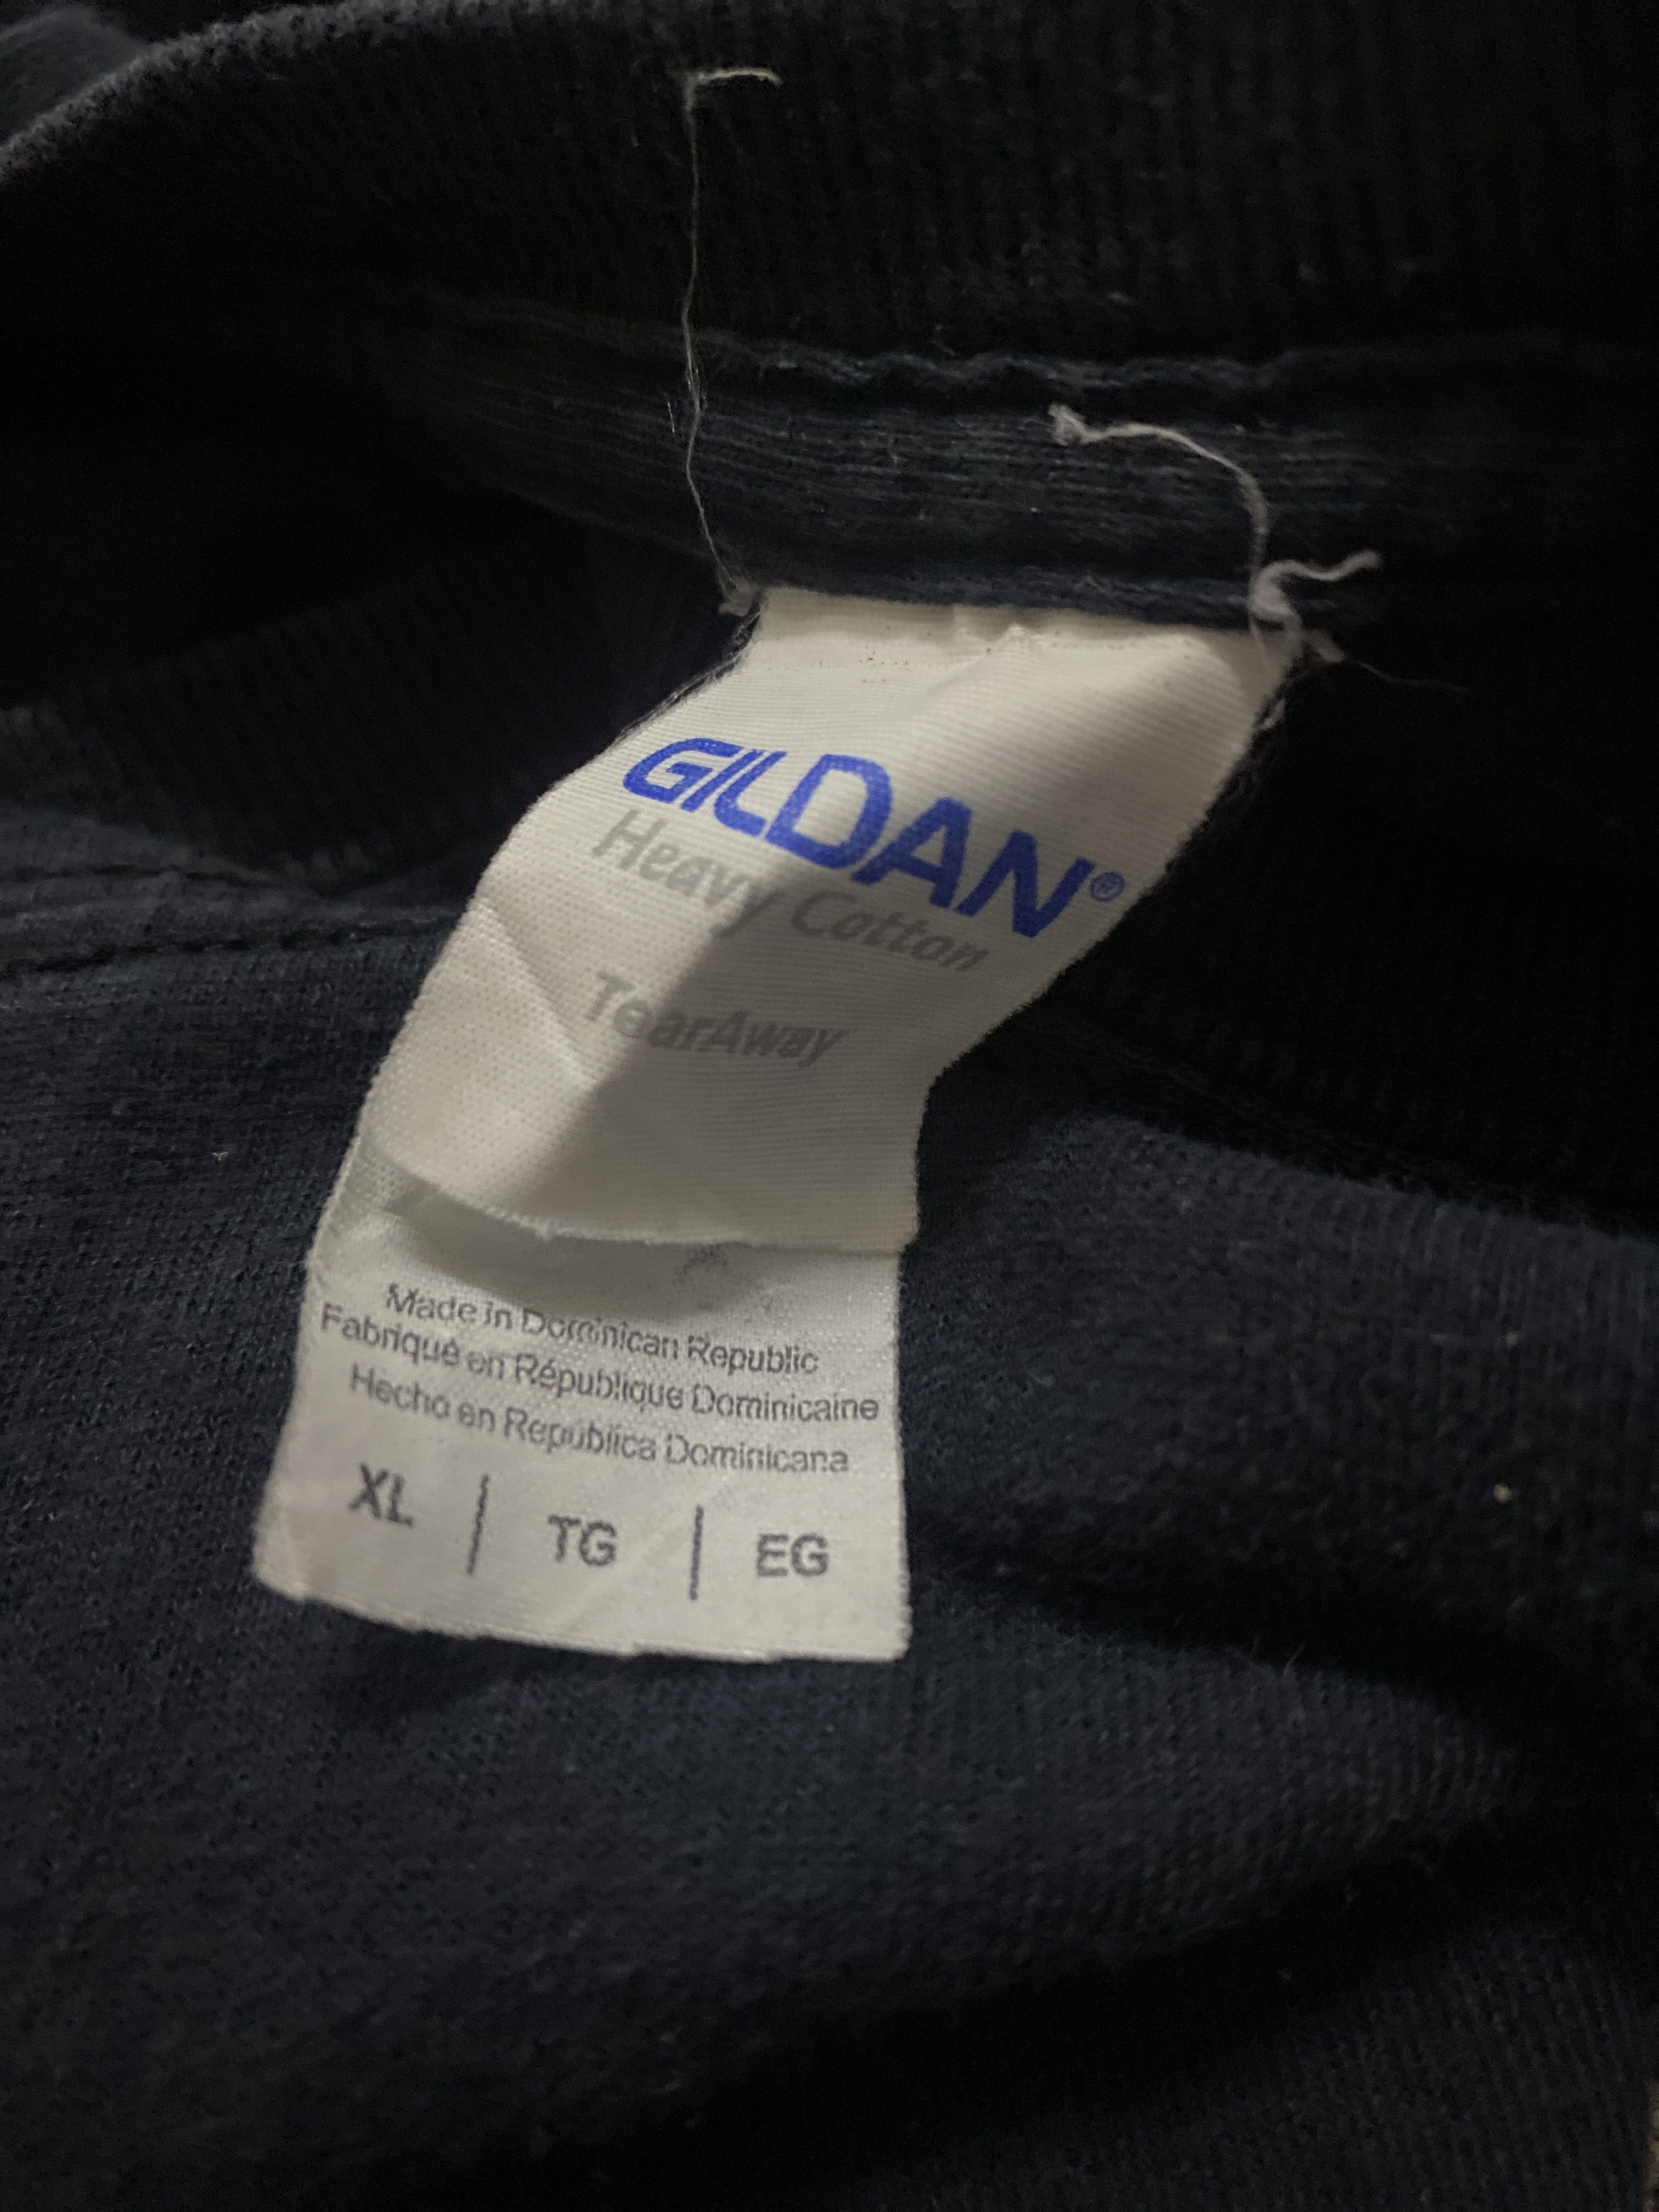 GILDAN®
Heavy Cotton
TearAway
Made in Dominican Republic
Fabriqué en République Dominicaine
Hecho en República Dominicana
XL | TG | EG